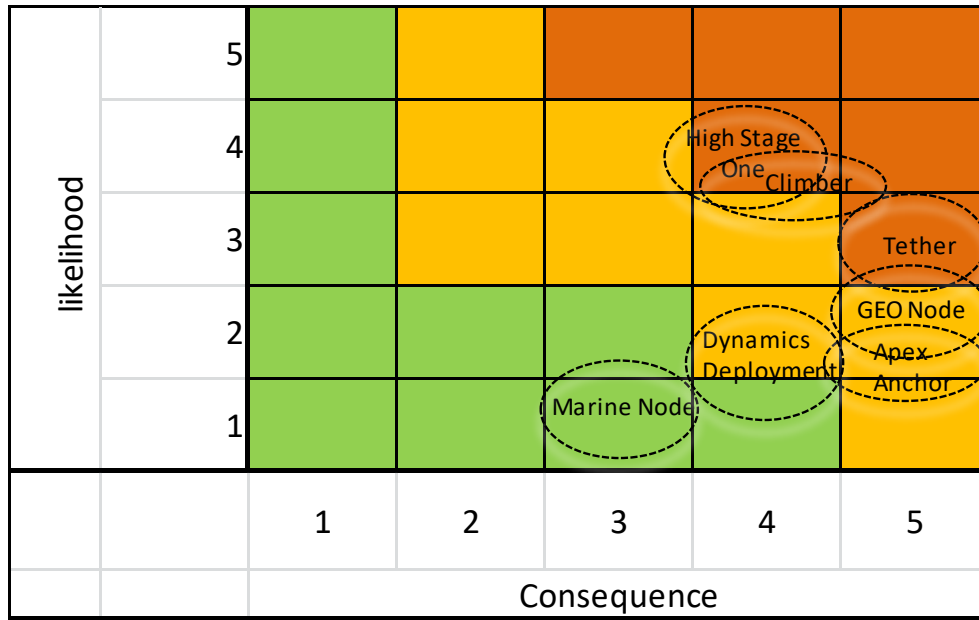 likelihood
5
4
High Stage
One
Climber
3
Tether
GEO Node
2
Dynamics
Deployment
Apex
Anchor
1
Marine Node
1 2 3 4 5
Consequence